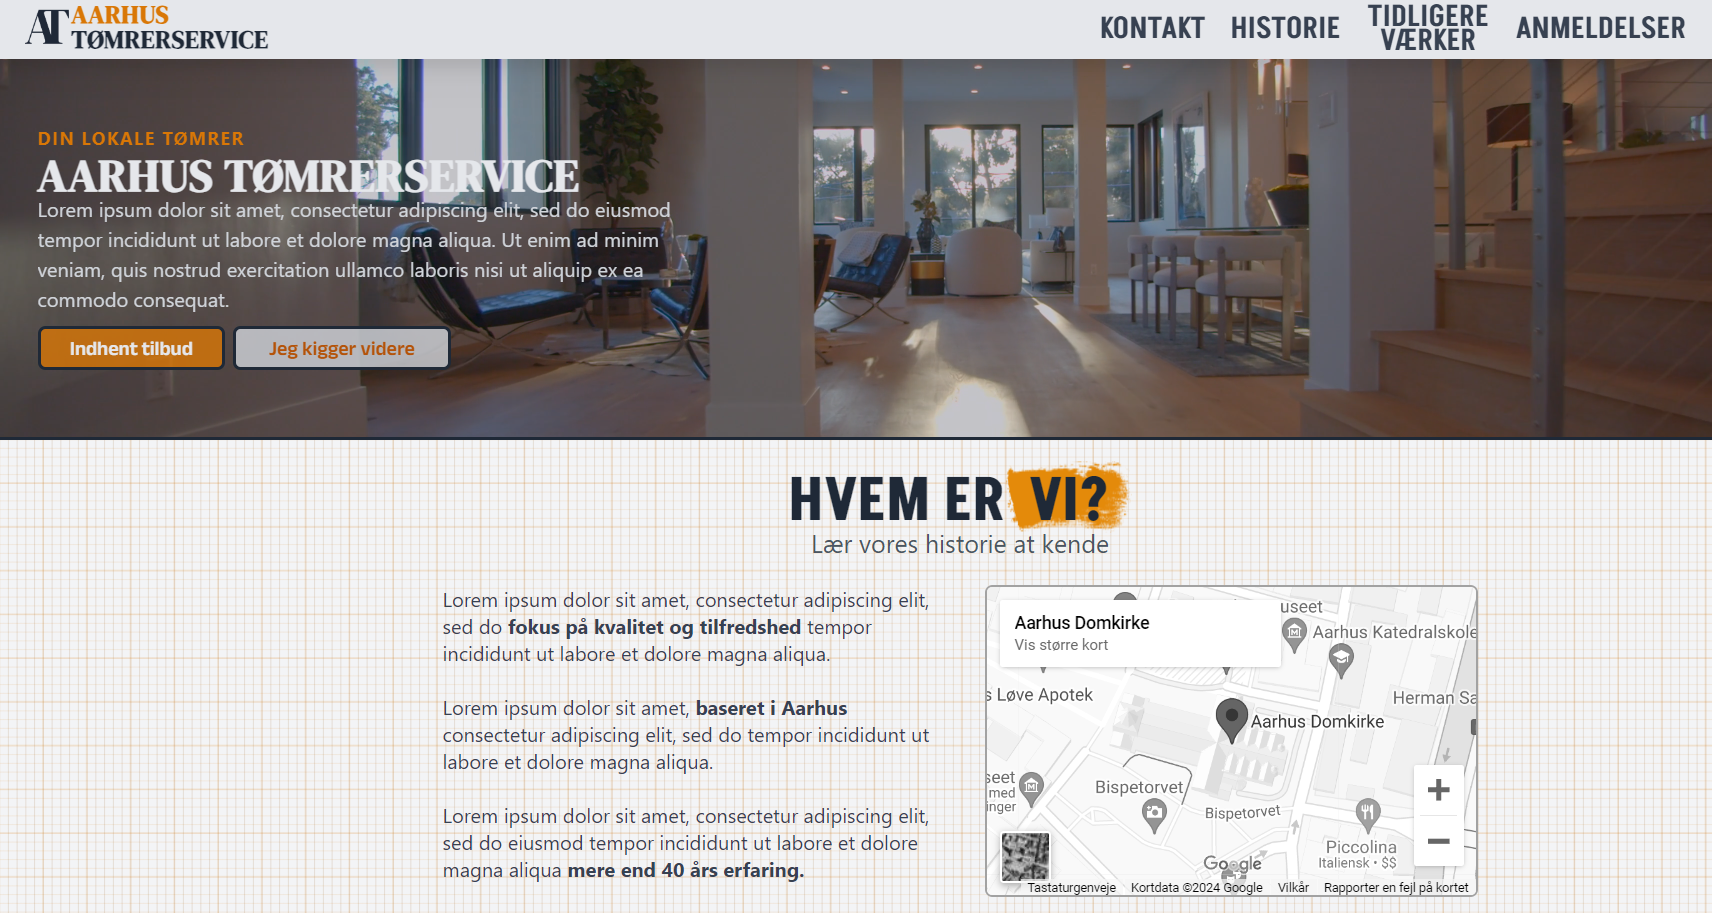 AT AARHUS
TØMRERSERVICE
KONTAKT
HISTORIE
TIDLIGERE
VÆRKER
ANMELDELSER
DIN LOKALE TØMRER
AARHUS TØMRERSERVICE
Lorem ipsum dolor sit amet, consectetur adipiscing elit, sed do eiusmod
tempor incididunt ut labore et dolore magna aliqua. Ut enim ad minim
veniam, quis nostrud exercitation ullamco laboris nisi ut aliquip ex ea
commodo consequat.
Indhent tilbud
Jeg kigger videre
HVEM ER VI?
Lær vores historie at kende
Lorem ipsum dolor sit amet, consectetur adipiscing elit,
sed do fokus på kvalitet og tilfredshed tempor
incididunt ut labore et dolore magna aliqua.
Lorem ipsum dolor sit amet, baseret i Aarhus
consectetur adipiscing elit, sed do tempor incididunt ut
labore et dolore magna aliqua.
Lorem ipsum dolor sit amet, consectetur adipiscing elit,
sed do eiusmod tempor incididunt ut labore et dolore
magna aliqua mere end 40 års erfaring.
Aarhus Domkirke
Vis større kort
useet
Aarhus Katedralskole
s Løve Apotek
Herman Sa
Aarhus Domkirke
seet
med
inger
Bispetorvet
Bispetorvet
Piccolina
Italiensk • $$
Google
Tastaturgenveje
Kortdata ©2024 Google
Vilkår
Rapporter en fejl på kortet